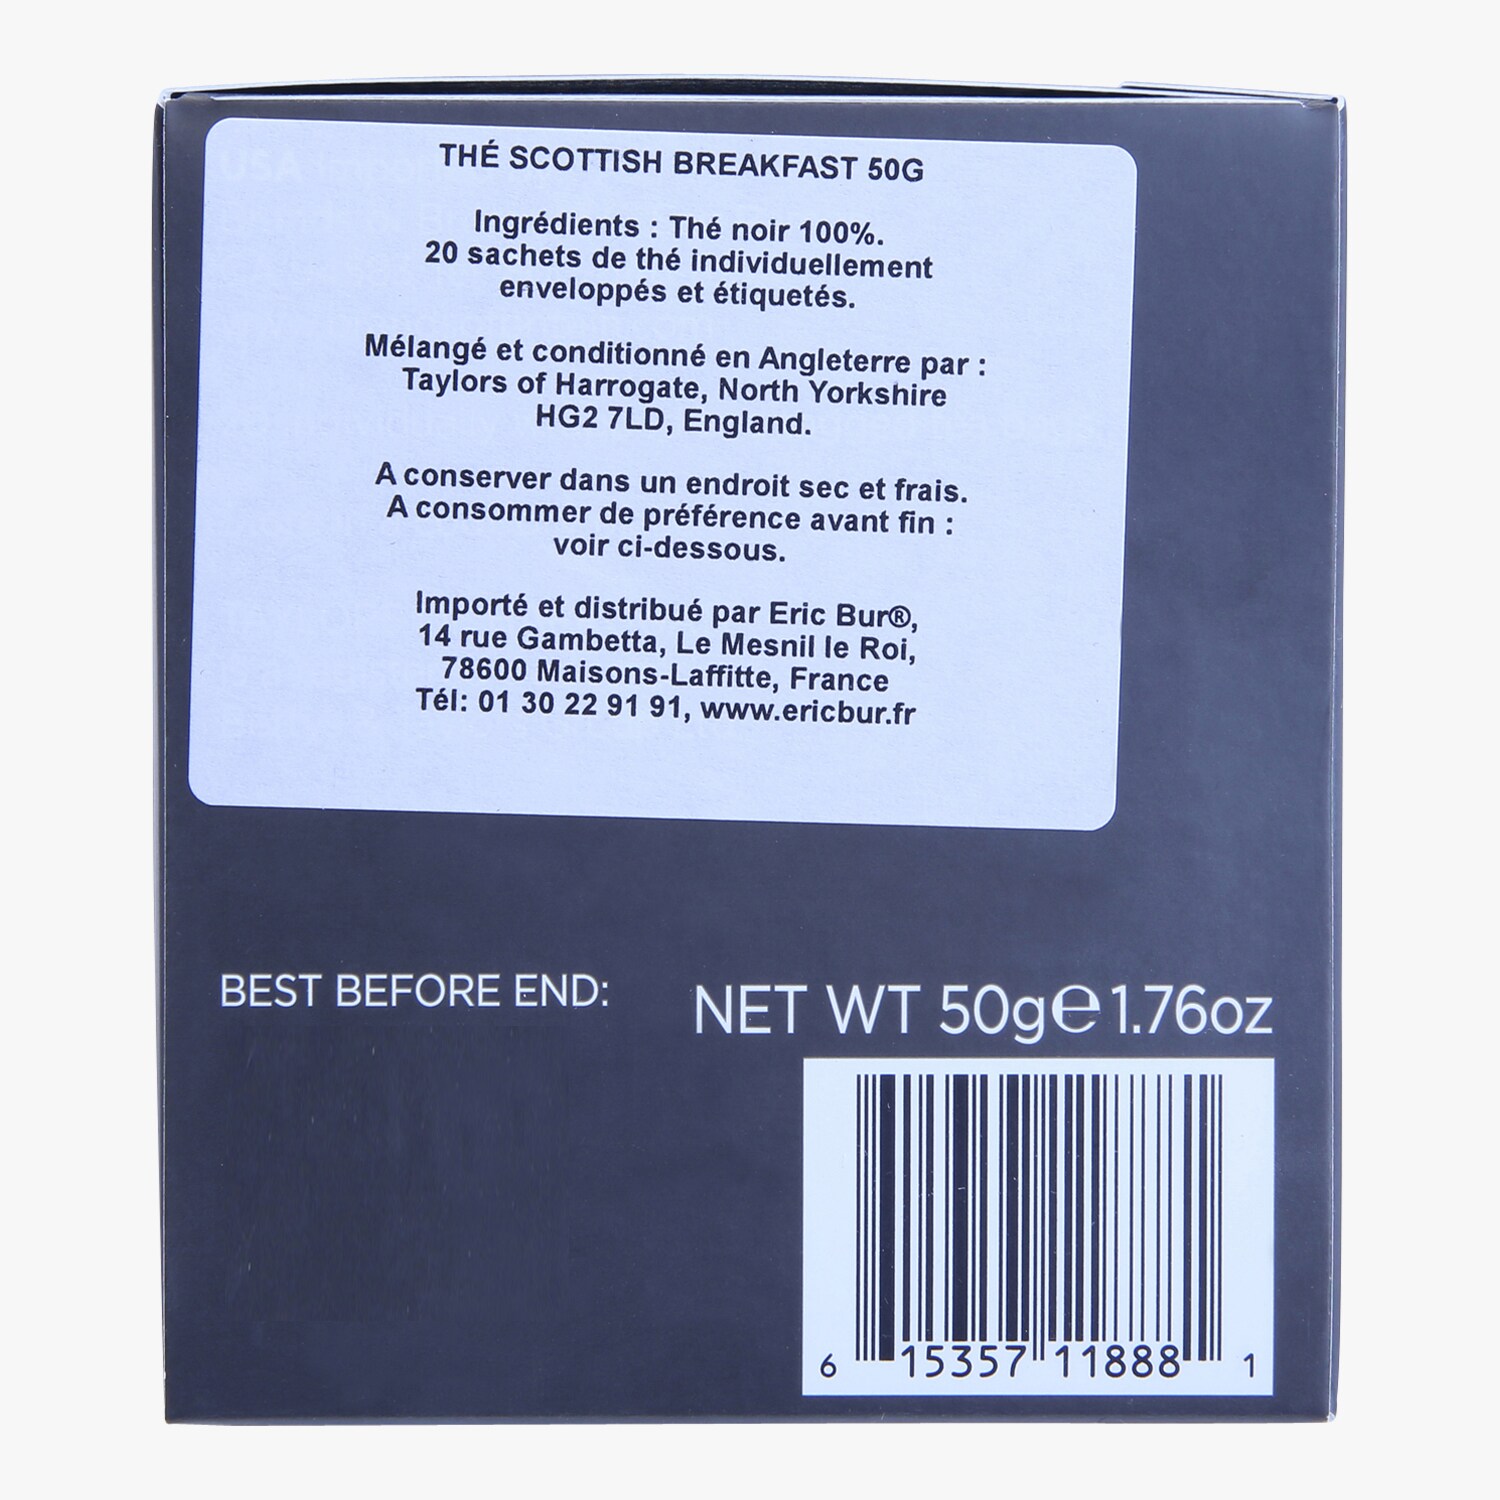 THÉ SCOTTISH BREAKFAST 50G
Ingrédients : Thé noir 100%.
20 sachets de thé individuellement
enveloppés et étiquetés.
Mélangé et conditionné en Angleterre par :
Taylors of Harrogate, North Yorkshire
HG2 7LD, England.
A conserver dans un endroit sec et frais.
A consommer de préférence avant fin :
voir ci-dessous.
Importé et distribué par Eric Bur®,
14 rue Gambetta, Le Mesnil le Roi,
78600 Maisons-Laffitte, France
Tél: 01 30 22 91 91, www.ericbur.fr
BEST BEFORE END:
NET WT 50g℮1.76oz
6 15357 11888 1